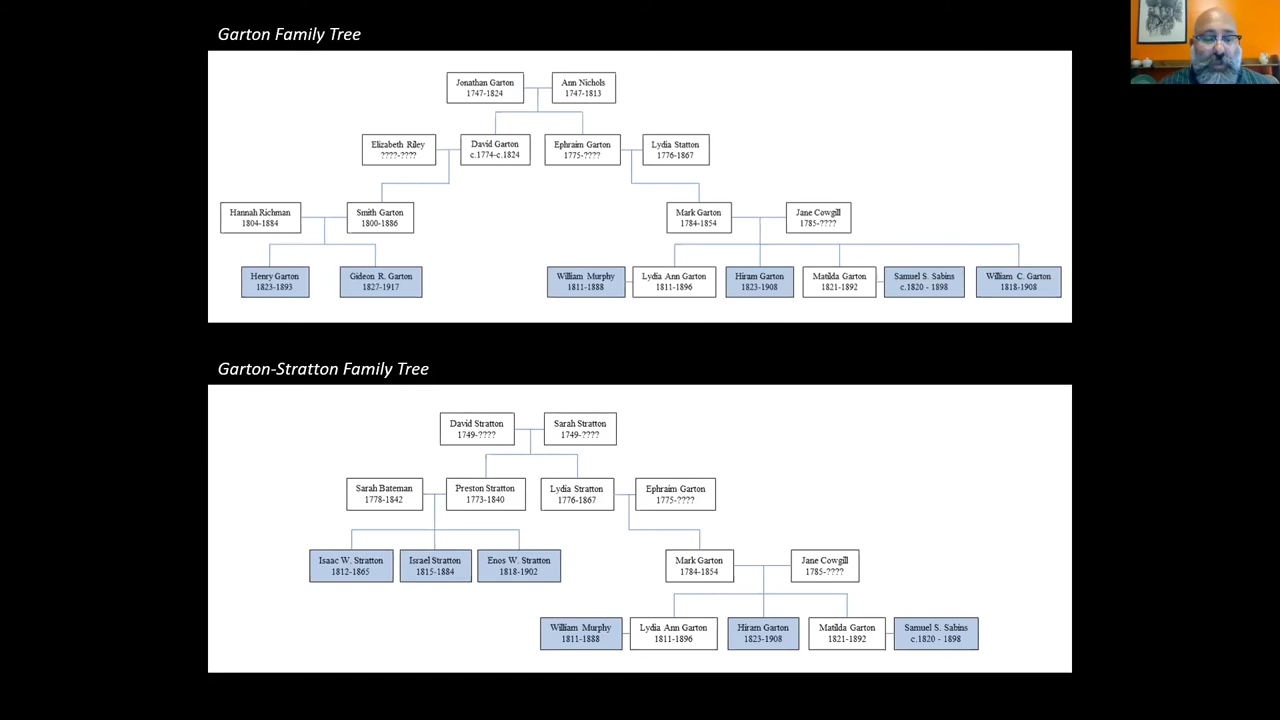 Garton Family Tree
Jonathan Garton
1747-1824
Ann Nichols
1747-1813
Elizabeth Riley
????-????
David Garton
c.1774-c.1824
Ephraim Garton
1775-????
Lydia Statton
1776-1867
Hannah Richman
1804-1884
Smith Garton
1800-1886
Mark Garton
1784-1854
Jane Cowgill
1785-????
Henry Garton
1823-1893
Gideon R. Garton
1827-1917
William Murphy
1811-1888
Lydia Ann Garton
1811-1896
Hiram Garton
1823-1908
Matilda Garton
1821-1892
Samuel S. Sabins
c.1820 - 1898
William C. Garton
1818-1908
Garton-Stratton Family Tree
David Stratton
1749-????
Sarah Stratton
1749-????
Sarah Bateman
1778-1842
Preston Stratton
1773-1840
Lydia Stratton
1776-1867
Ephraim Garton
1775-????
Isaac W. Stratton
1812-1865
Israel Stratton
1815-1884
Enos W. Stratton
1818-1902
Mark Garton
1784-1854
Jane Cowgill
1785-????
William Murphy
1811-1888
Lydia Ann Garton
1811-1896
Hiram Garton
1823-1908
Matilda Garton
1821-1892
Samuel S. Sabins
c.1820 - 1898